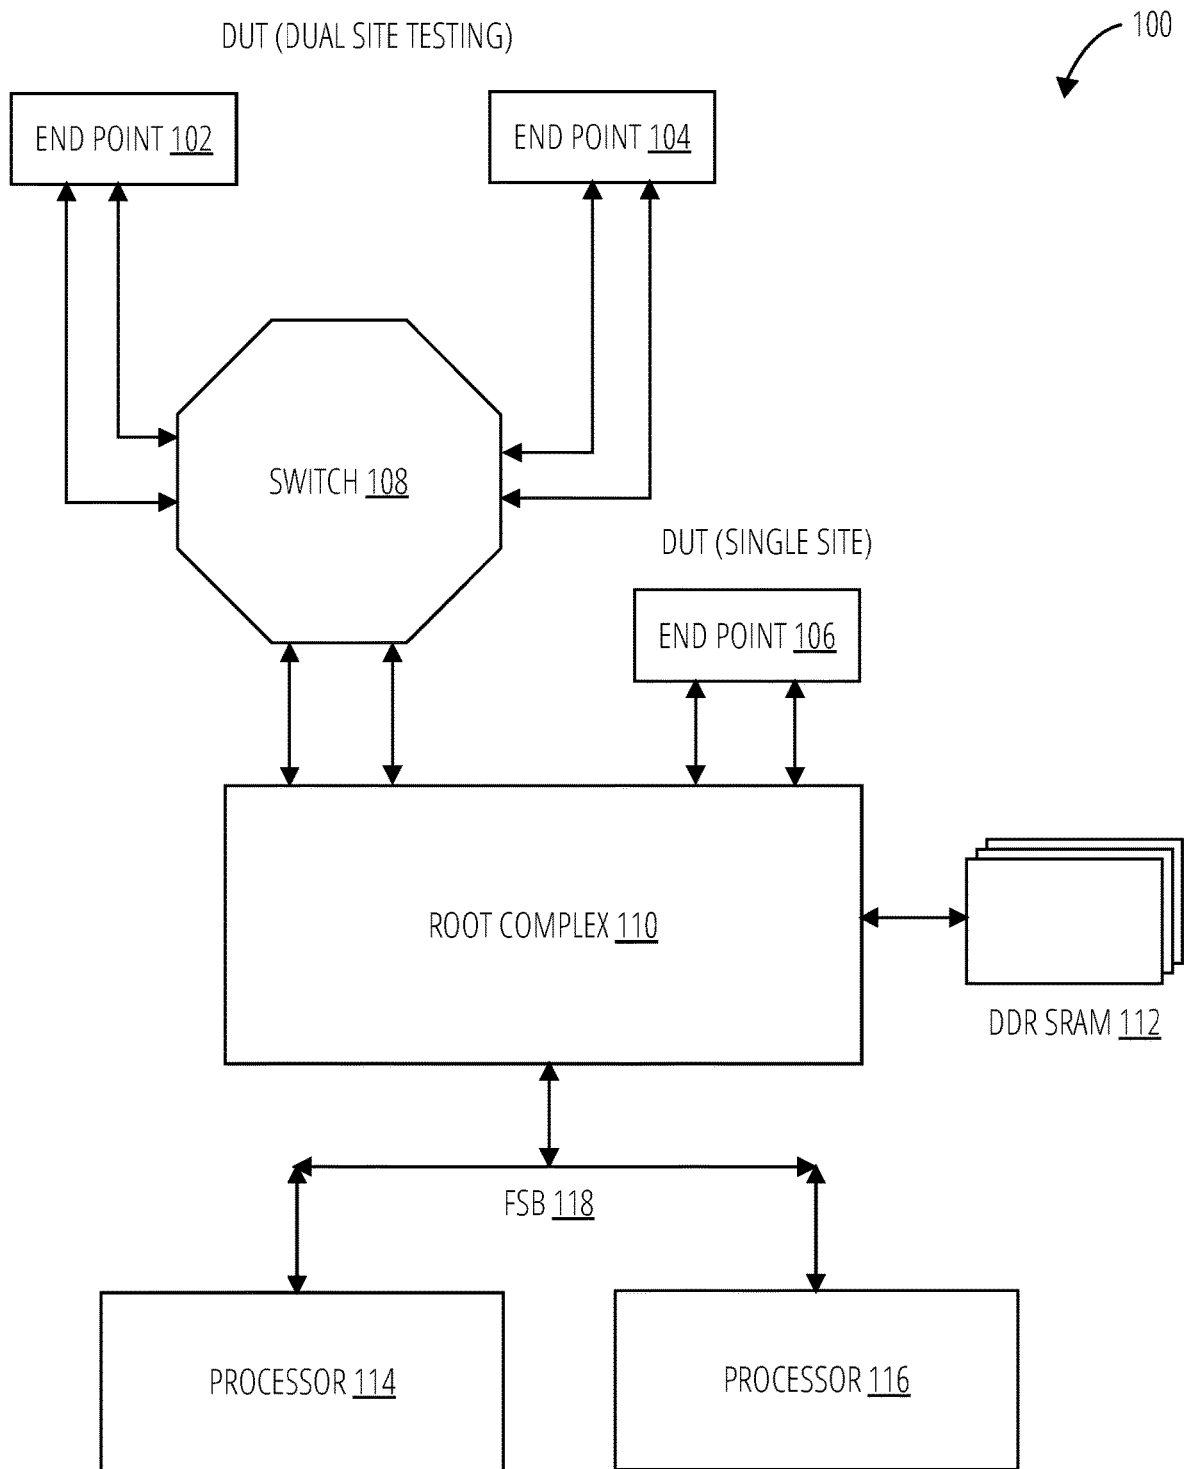 100
DUT (DUAL SITE TESTING)
END POINT 102
END POINT 104
SWITCH 108
DUT (SINGLE SITE)
END POINT 106
ROOT COMPLEX 110
DDR SRAM 112
FSB 118
PROCESSOR 114
PROCESSOR 116